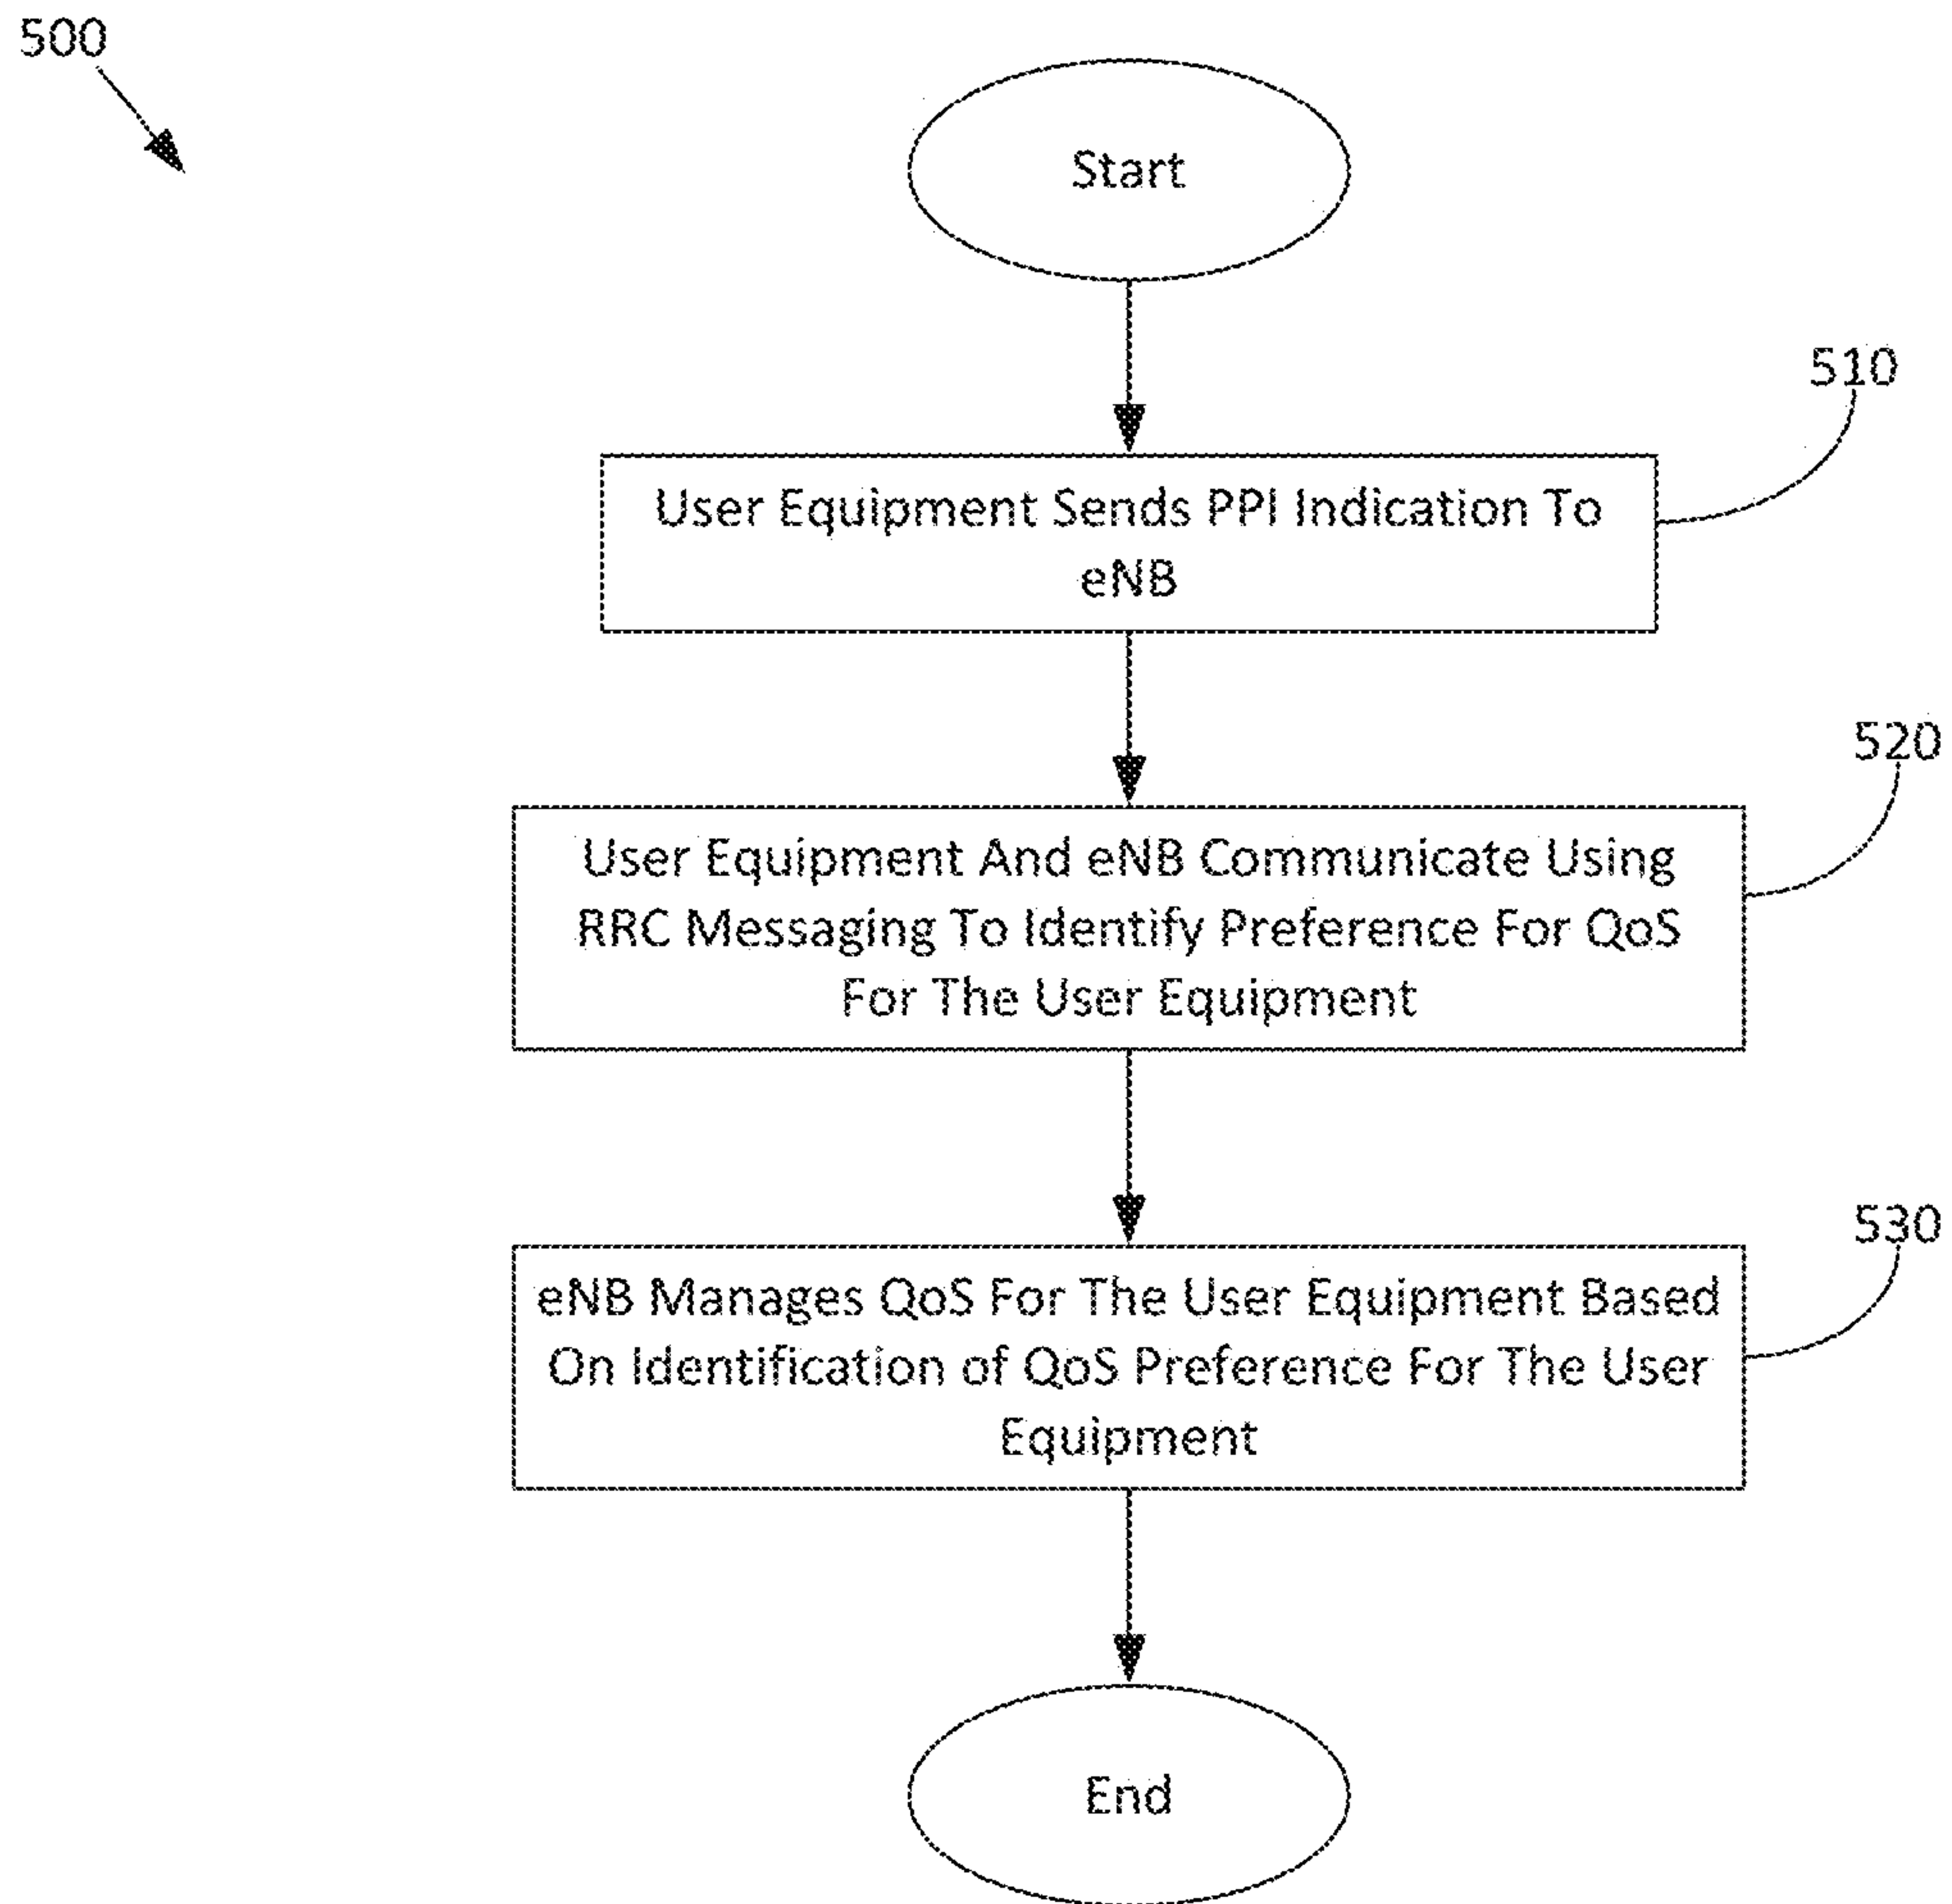 500
Start
510
User Equipment Sends PPI Indication To
eNB
520
User Equipment And eNB Communicate Using
RRC Messaging To Identify Preference For QoS
For The User Equipment
530
eNB Manages QoS For The User Equipment Based
On Identification of QoS Preference For The User
Equipment
End